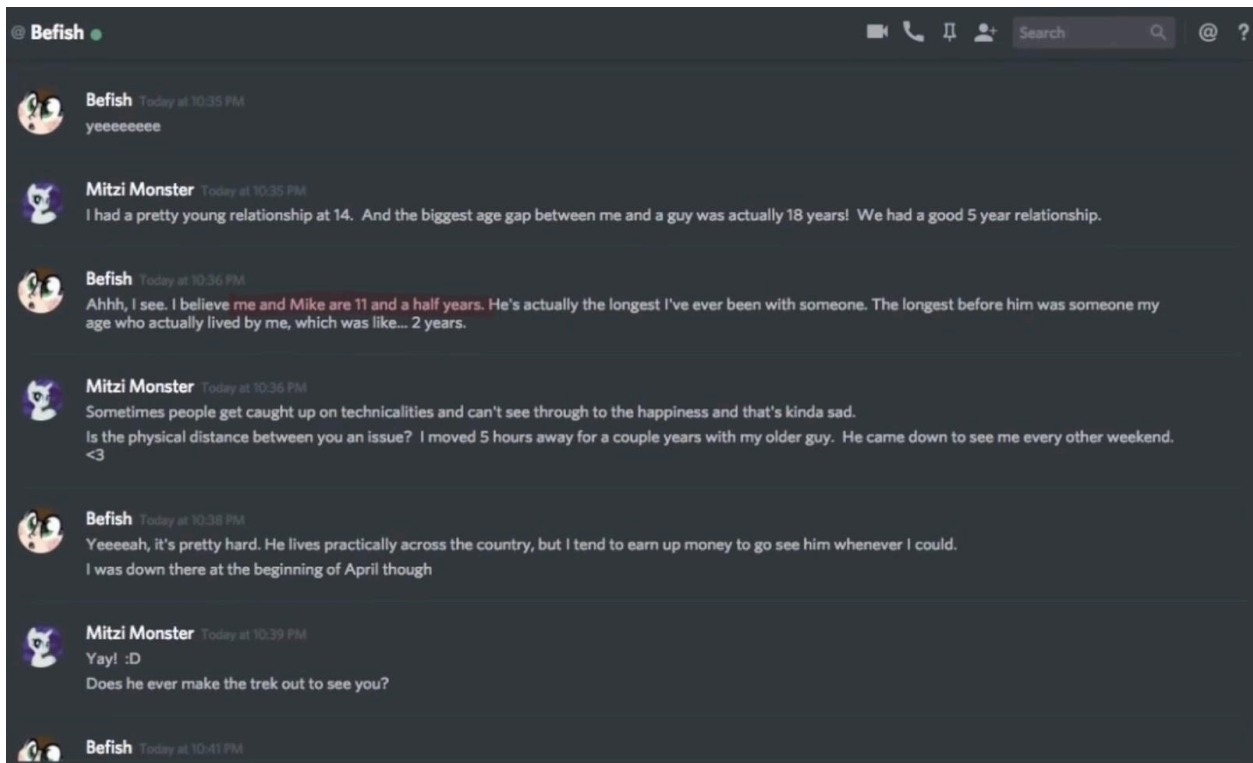 @ Befish
Search
@ ?
Befish Today at 10:35 PM
yeeeeeeee
Mitzi Monster Today at 10:35 PM
I had a pretty young relationship at 14. And the biggest age gap between me and a guy was actually 18 years! We had a good 5 year relationship.
Befish Today at 10:36 PM
Ahhh, I see. I believe me and Mike are 11 and a half years. He's actually the longest I've ever been with someone. The longest before him was someone my
age who actually lived by me, which was like... 2 years.
Mitzi Monster Today at 10:36 PM
Sometimes people get caught up on technicalities and can't see through to the happiness and that's kinda sad.
Is the physical distance between you an issue? I moved 5 hours away for a couple years with my older guy. He came down to see me every other weekend.
<3
Befish Today at 10:38 PM
Yeeeeah, it's pretty hard. He lives practically across the country, but I tend to earn up money to go see him whenever I could.
I was down there at the beginning of April though
Mitzi Monster Today at 10:39 PM
Yay! :D
Does he ever make the trek out to see you?
Befish Today at 10:41 PM